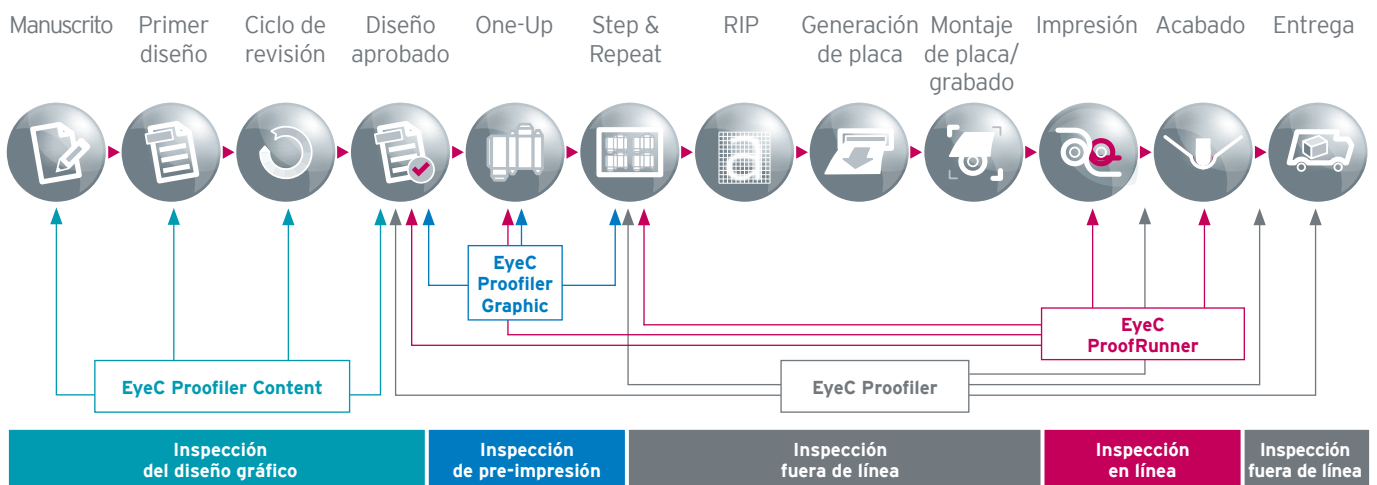 Manuscrito
Primer
diseño
Ciclo de
revisión
Diseño
aprobado
One-Up
Step &
Repeat
RIP
Generación
de placa
Montaje
de placa/
grabado
Impresión
Acabado
Entrega
a
EyeC
Proofiler
Graphic
EyeC
ProofRunner
EyeC Proofiler Content
EyeC Proofiler
Inspección
del diseño gráfico
Inspección
de pre-impresión
Inspección
fuera de línea
Inspección
en línea
Inspección
fuera de línea